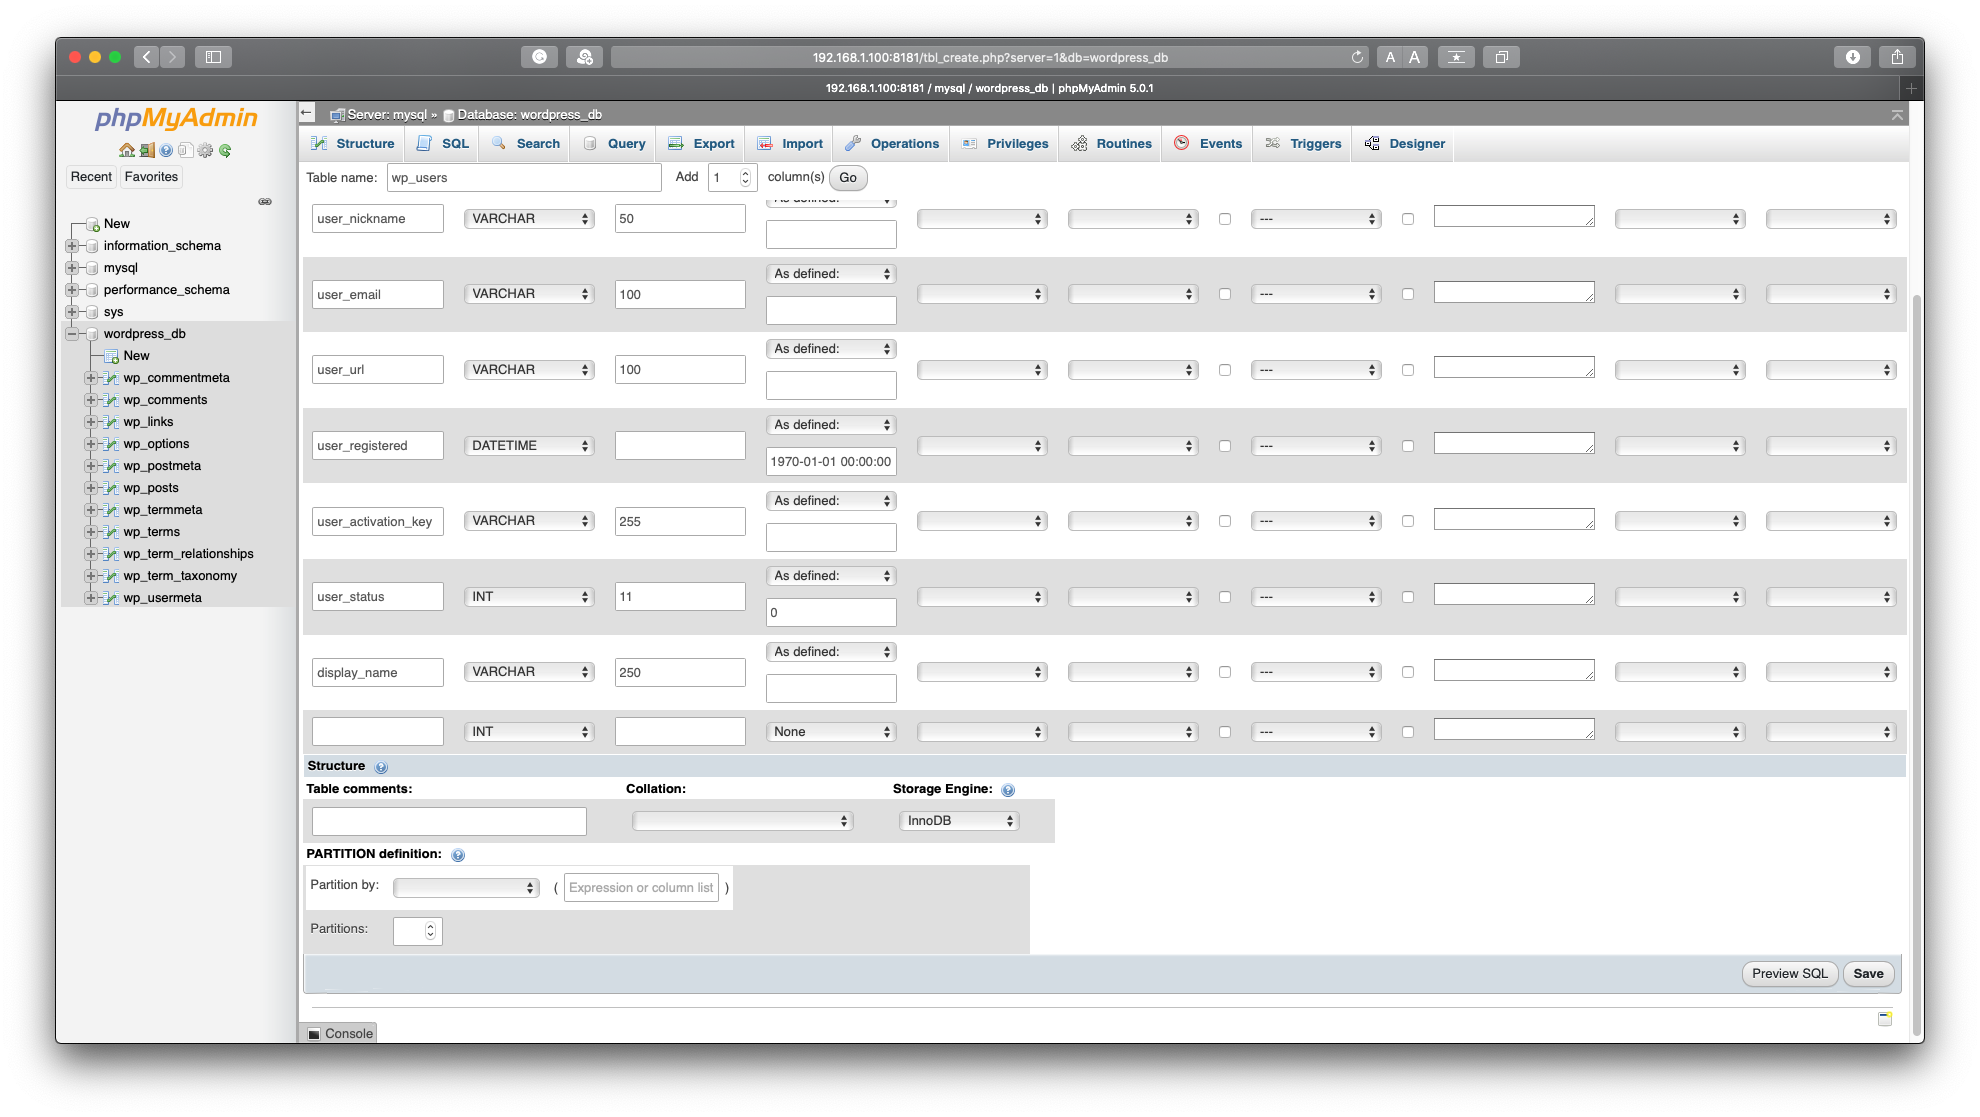 192.168.1.100:8181/tbl_create.php?server=1&db=wordpress_db
A A
192.168.1.100:8181 / mysql / wordpress_db | phpMyAdmin 5.0.1
phpMyAdmin
Recent Favorites
New
information_schema
mysql
performance_schema
sys
wordpress_db
New
wp_commentmeta
wp_comments
wp_links
wp_options
wp_postmeta
wp_posts
wp_termmeta
wp_terms
wp_term_relationships
wp_term_taxonomy
wp_usermeta
Server: mysql » Database: wordpress_db
Structure SQL Search Query Export Import Operations Privileges Routines Events Triggers Designer
Table name: wp_users Add 1 column(s) Go
As defined:
user_nickname VARCHAR 50 ---
As defined:
user_email VARCHAR 100 ---
As defined:
user_url VARCHAR 100 ---
As defined:
user_registered DATETIME ---
1970-01-01 00:00:00
As defined:
user_activation_key VARCHAR 255 ---
As defined:
user_status INT 11 ---
0
As defined:
display_name VARCHAR 250 ---
INT None ---
Structure
Table comments: Collation: Storage Engine:
InnoDB
PARTITION definition:
Partition by: ( Expression or column list )
Partitions:
Preview SQL Save
Console